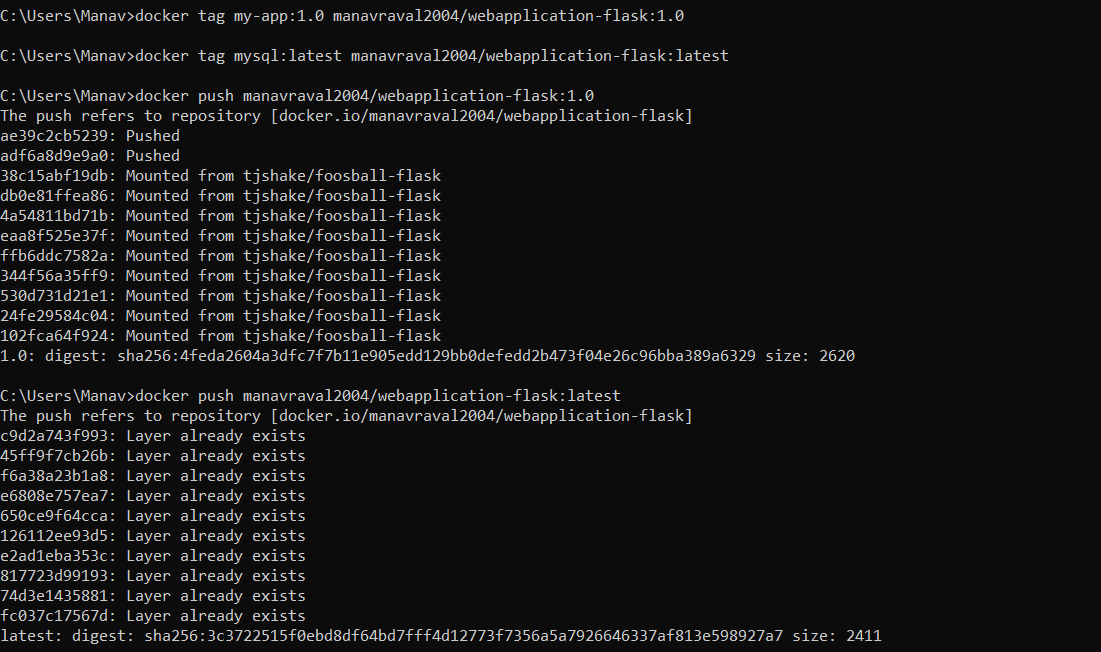 C:\Users\Manav>docker tag my-app:1.0 manavraval2004/webapplication-flask:1.0
C:\Users\Manav>docker tag mysql:latest manavraval2004/webapplication-flask:latest
C:\Users\Manav>docker push manavraval2004/webapplication-flask:1.0
The push refers to repository [docker.io/manavraval2004/webapplication-flask]
ae39c2cb5239: Pushed
adf6a8d9e9a0: Pushed
38c15abf19db: Mounted from tjshake/foosball-flask
db0e81ffea86: Mounted from tjshake/foosball-flask
4a54811bd71b: Mounted from tjshake/foosball-flask
eaa8f525e37f: Mounted from tjshake/foosball-flask
ffb6ddc7582a: Mounted from tjshake/foosball-flask
344f56a35ff9: Mounted from tjshake/foosball-flask
530d731d21e1: Mounted from tjshake/foosball-flask
24fe29584c04: Mounted from tjshake/foosball-flask
102fca64f924: Mounted from tjshake/foosball-flask
1.0: digest: sha256:4feda2604a3dfc7f7b11e905edd129bb0defedd2b473f04e26c96bba389a6329 size: 2620
C:\Users\Manav>docker push manavraval2004/webapplication-flask:latest
The push refers to repository [docker.io/manavraval2004/webapplication-flask]
c9d2a743f993: Layer already exists
45ff9f7cb26b: Layer already exists
f6a38a23b1a8: Layer already exists
e6808e757ea7: Layer already exists
650ce9f64cca: Layer already exists
126112ee93d5: Layer already exists
e2ad1eba353c: Layer already exists
817723d99193: Layer already exists
74d3e1435881: Layer already exists
fc037c17567d: Layer already exists
latest: digest: sha256:3c3722515f0ebd8df64bd7fff4d12773f7356a5a7926646337af813e598927a7 size: 2411